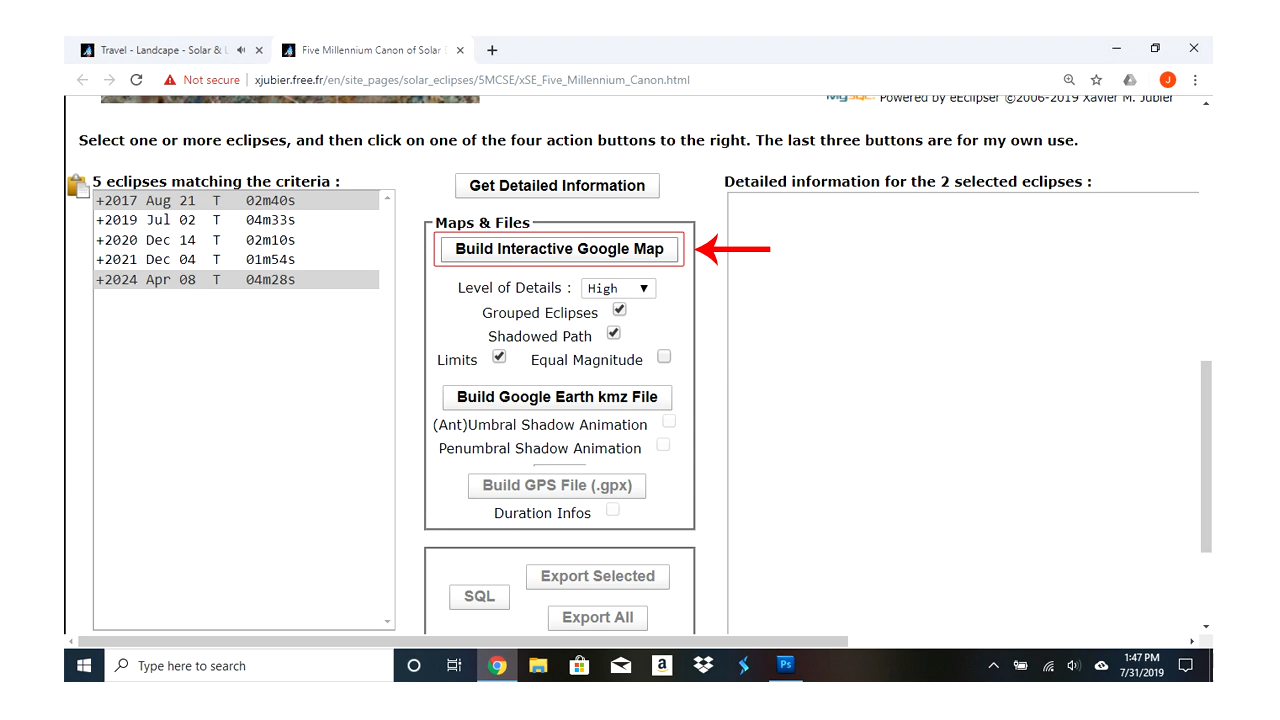 Travel - Landcape - Solar & L
Five Millennium Canon of Solar E
Not secure | xjubier.free.fr/en/site_pages/solar_eclipses/5MCSE/xSE_Five_Millennium_Canon.html
J
MySQL Powered by eEclipser ©2006-2019 Xavier M. Jubier
Select one or more eclipses, and then click on one of the four action buttons to the right. The last three buttons are for my own use.
5 eclipses matching the criteria :
+2017 Aug 21 T 02m40s
+2019 Jul 02 T 04m33s
+2020 Dec 14 T 02m10s
+2021 Dec 04 T 01m54s
+2024 Apr 08 T 04m28s
Get Detailed Information
Maps & Files
Build Interactive Google Map
Level of Details : High
Grouped Eclipses
Shadowed Path
Limits Equal Magnitude
Build Google Earth kmz File
(Ant)Umbral Shadow Animation
Penumbral Shadow Animation
Build GPS File (.gpx)
Duration Infos
Export Selected
SQL
Export All
Detailed information for the 2 selected eclipses :
Type here to search
a
Ps
1:47 PM
7/31/2019